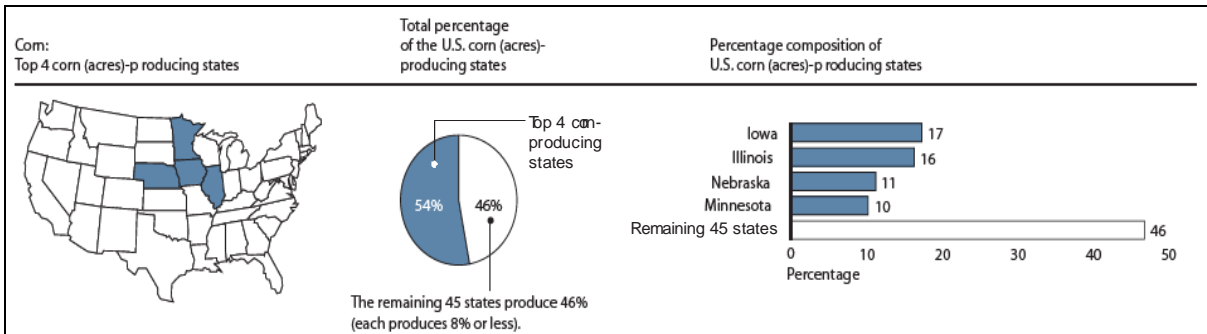 Corn:
Top 4 corn (acres)-p roducing states
Total percentage
of the U.S. corn (acres)-
producing states
Percentage composition of
U.S. corn (acres)-p roducing states
Top 4 con-
producing
states
54%
46%
The remaining 45 states produce 46%
(each produces 8% or less).
Iowa
17
Illinois
16
Nebraska
11
Minnesota
10
Remaining 45 states
46
0 10 20 30 40 50
Percentage